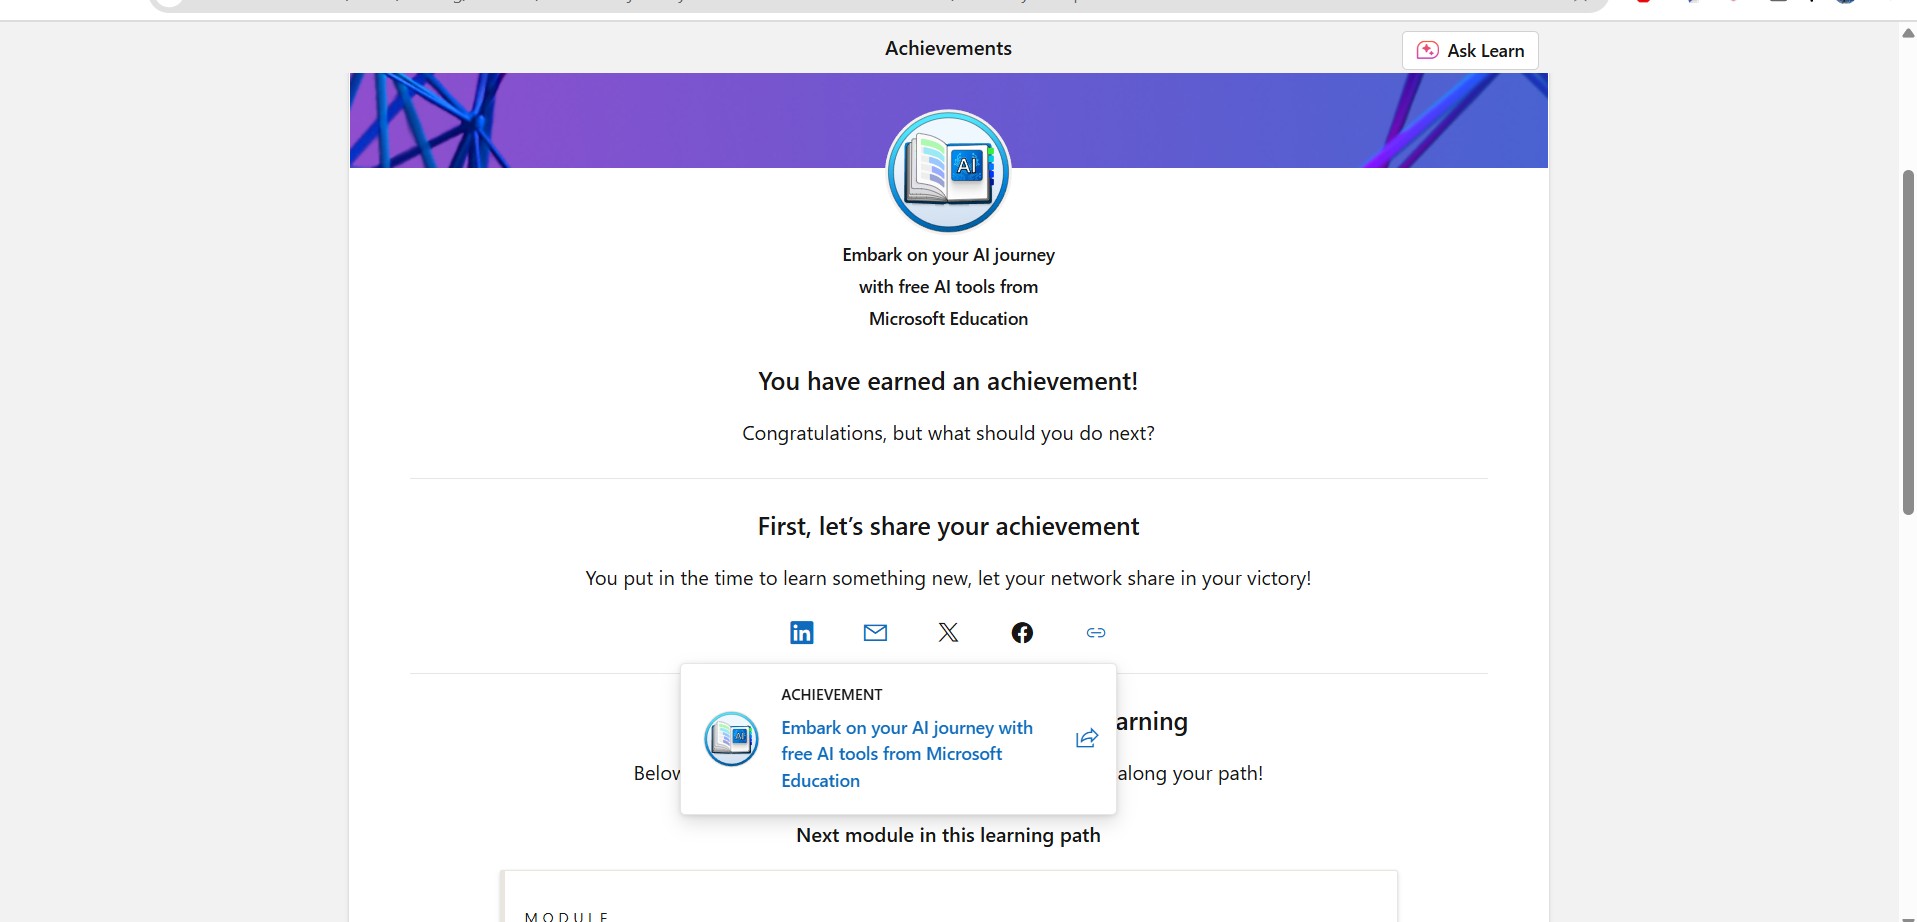 Achievements
Ask Learn
AI
Embark on your AI journey
with free AI tools from
Microsoft Education
You have earned an achievement!
Congratulations, but what should you do next?
First, let’s share your achievement
You put in the time to learn something new, let your network share in your victory!
in
ACHIEVEMENT
Embark on your AI journey with
free AI tools from Microsoft
Education
AI
arning
Below
along your path!
Next module in this learning path
MODULE